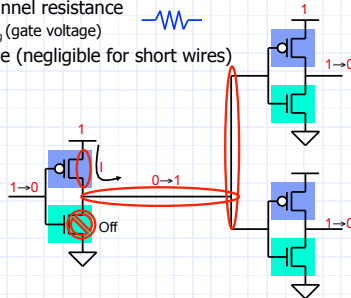 nnel resistance
(gate voltage)
e (negligible for short wires)
1
1→0
1
I
0→1
1→0
Off
1
1→0